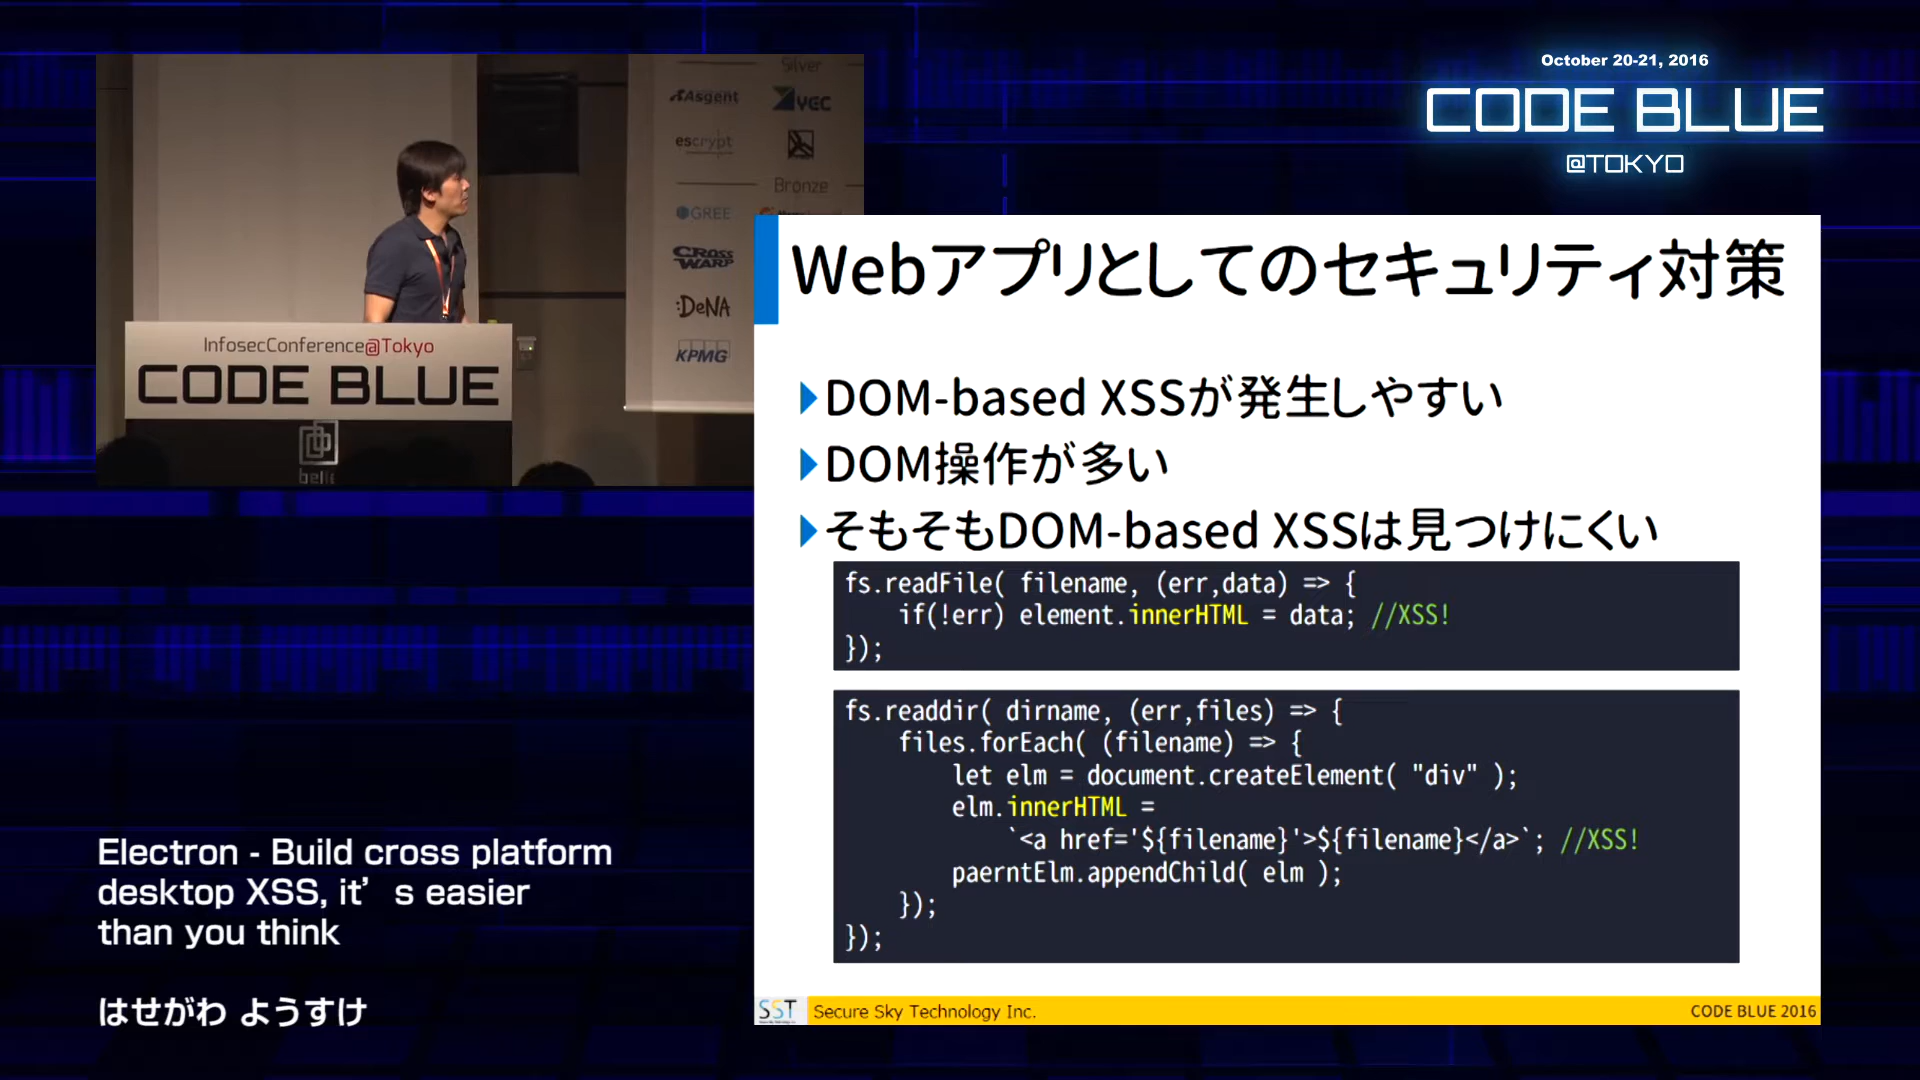 October 20-21, 2016
CODE BLUE
@TOKYO
Silver
Asgent
YEC
escrypt
Bronze
GREE
CROSS WARP
:DeNA
KPMG
InfosecConference@Tokyo
CODE BLUE
belle
Webアプリとしてのセキュリティ対策
DOM-based XSSが発生しやすい
DOM操作が多い
そもそもDOM-based XSSは見つけにくい
fs.readFile( filename, (err,data) => {
    if(!err) element.innerHTML = data; //XSS!
});
fs.readdir( dirname, (err,files) => {
    files.forEach( (filename) => {
        let elm = document.createElement( "div" );
        elm.innerHTML =
            `<a href='${filename}'>${filename}</a>`; //XSS!
        paerntElm.appendChild( elm );
    });
});
SST Secure Sky Technology Inc.
CODE BLUE 2016
Electron - Build cross platform
desktop XSS, it’s easier
than you think
はせがわ ようすけ